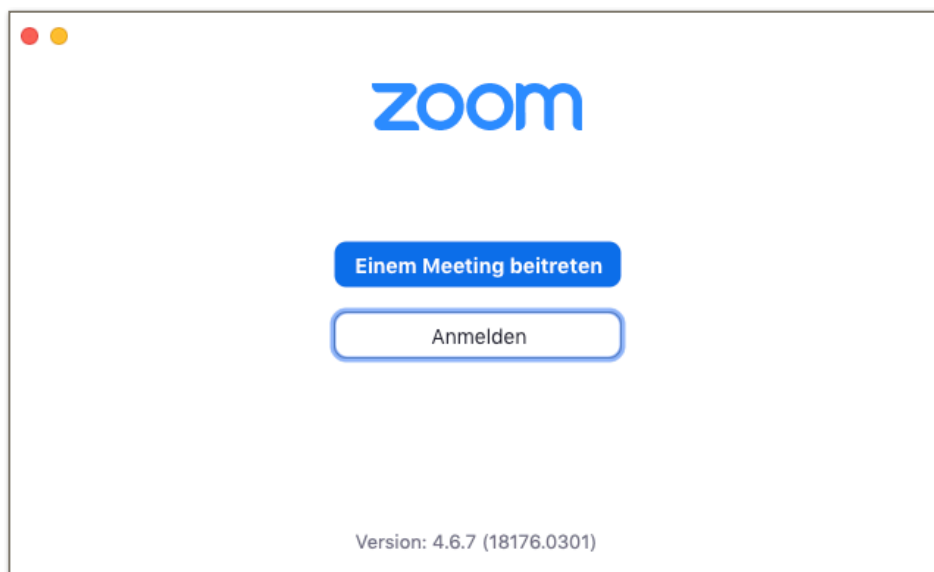 zoom
Einem Meeting beitreten
Anmelden
Version: 4.6.7 (18176.0301)